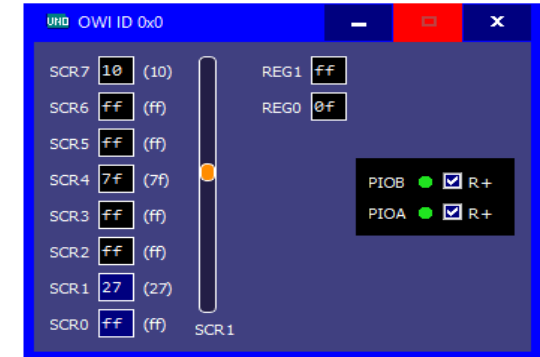 UNO OWI ID 0x0
SCR7 10 (10) REG1 ff
SCR6 ff (ff) REG0 0f
SCR5 ff (ff)
SCR4 7f (7f) PIOB R+
SCR3 ff (ff) PIOA R+
SCR2 ff (ff)
SCR1 27 (27)
SCR0 ff (ff) SCR1